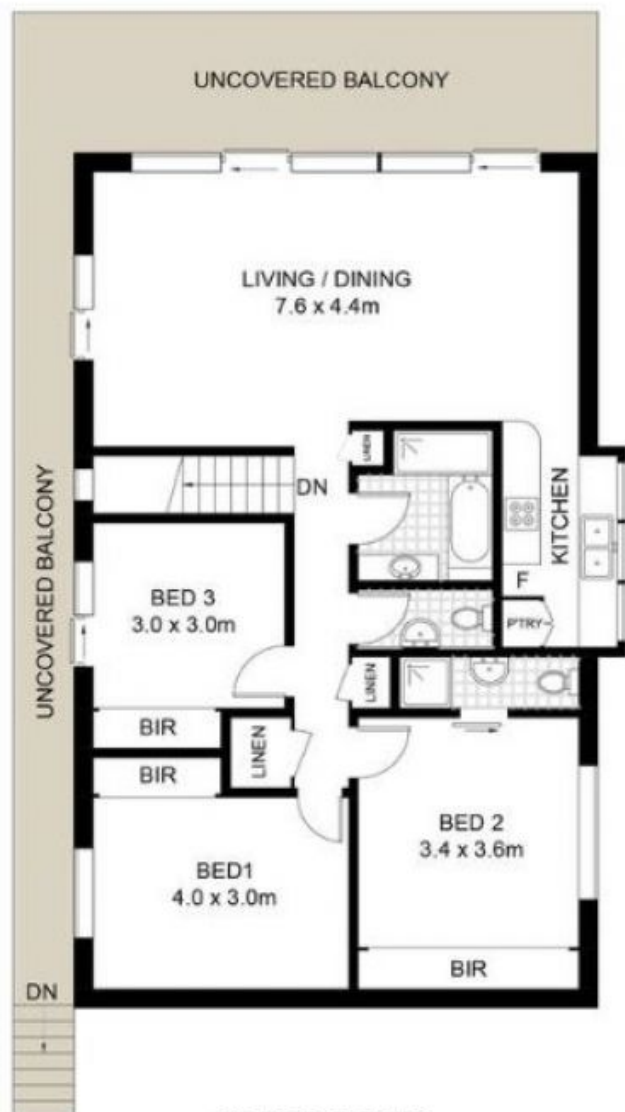 UNCOVERED BALCONY
LIVING / DINING
7.6 x 4.4m
LINEN
DN
KITCHEN
UNCOVERED BALCONY
BED 3
3.0 x 3.0m
F
P'TRY
LINEN
BIR
LINEN
BIR
BED 2
3.4 x 3.6m
BED1
4.0 x 3.0m
BIR
DN